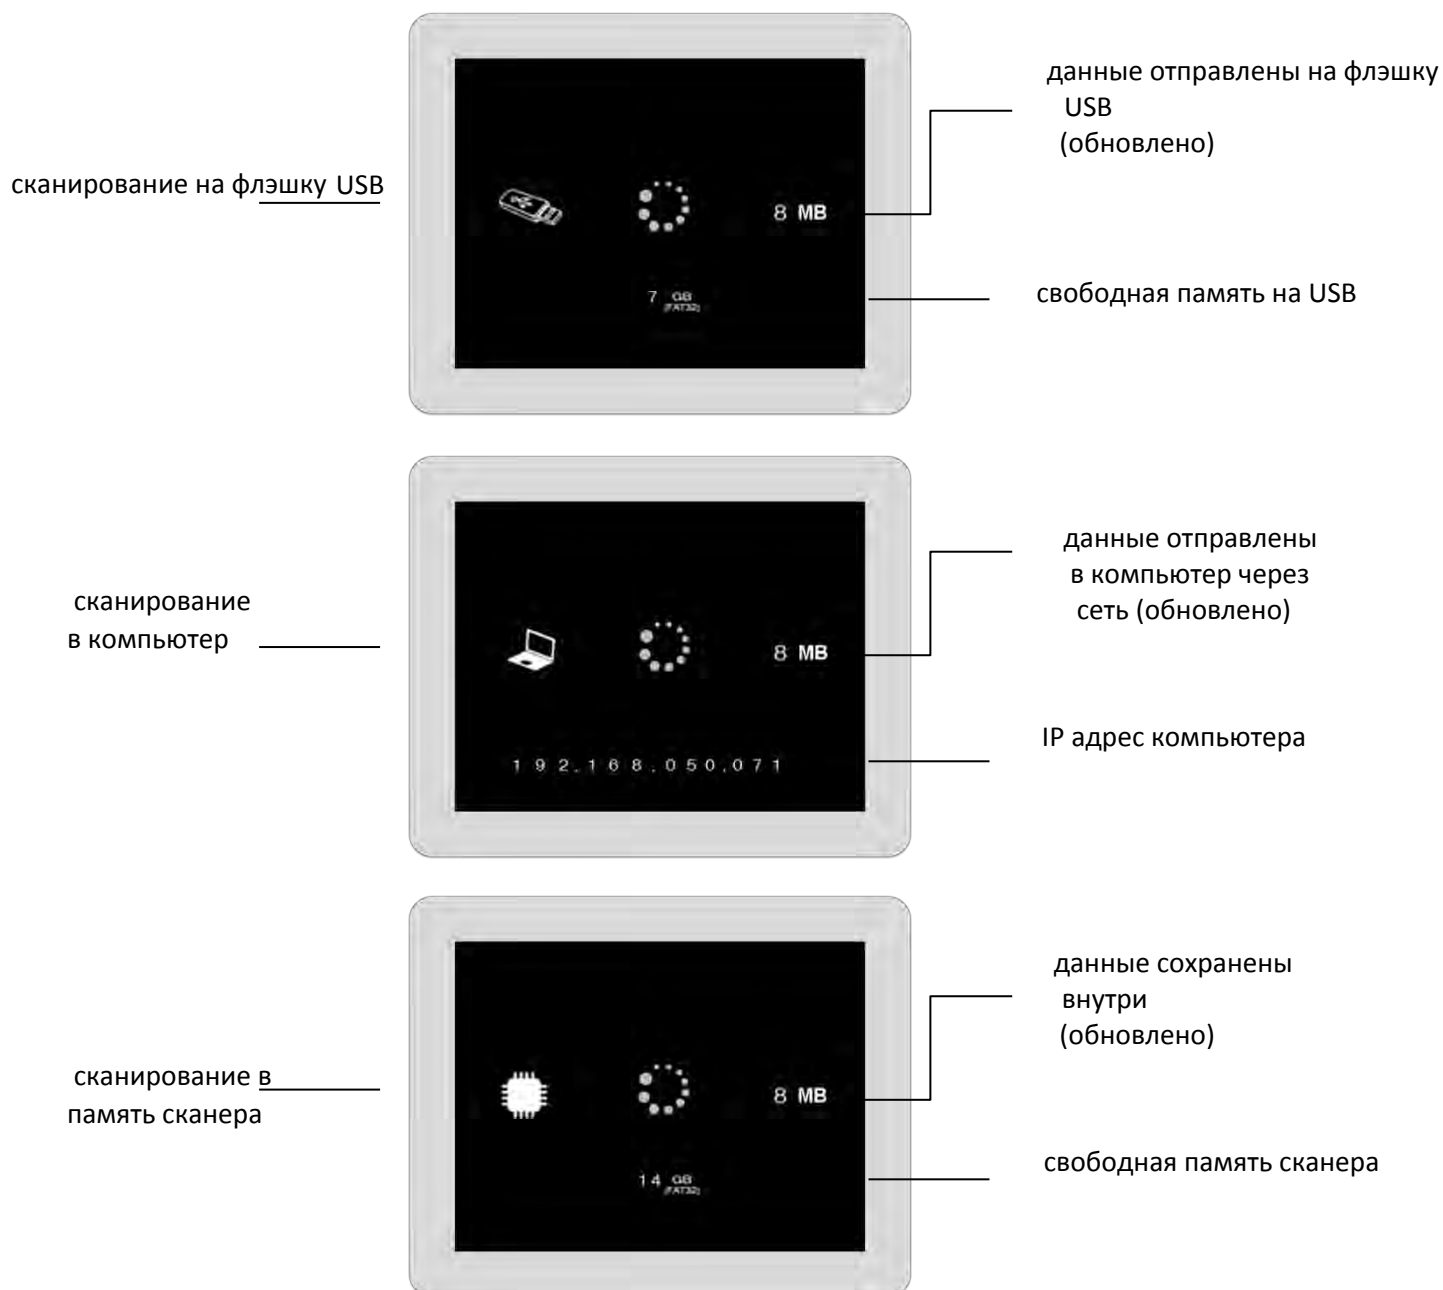 данные отправлены на флэшку
USB
(обновлено)
сканирование на флэшку USB
8 MB
7 GB
(FAT32)
свободная память на USB
данные отправлены
в компьютер через
сеть (обновлено)
сканирование
в компьютер
8 MB
IP адрес компьютера
192.168.050.071
данные сохранены
внутри
(обновлено)
сканирование в
память сканера
8 MB
14 GB
(FAT32)
свободная память сканера